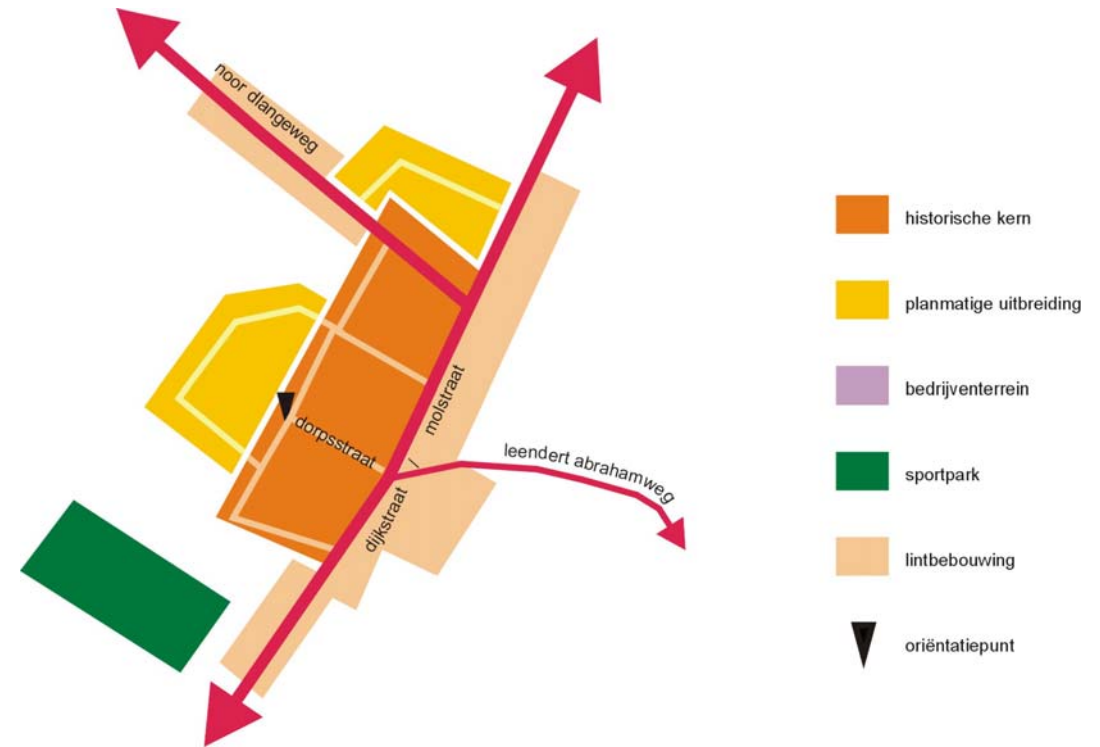 noor dlangeweg
molstraat
dorpsstraat
leendert abrahamweg
dijkstraat
historische kern
planmatige uitbreiding
bedrijventerrein
sportpark
lintbebouwing
oriëntatiepunt